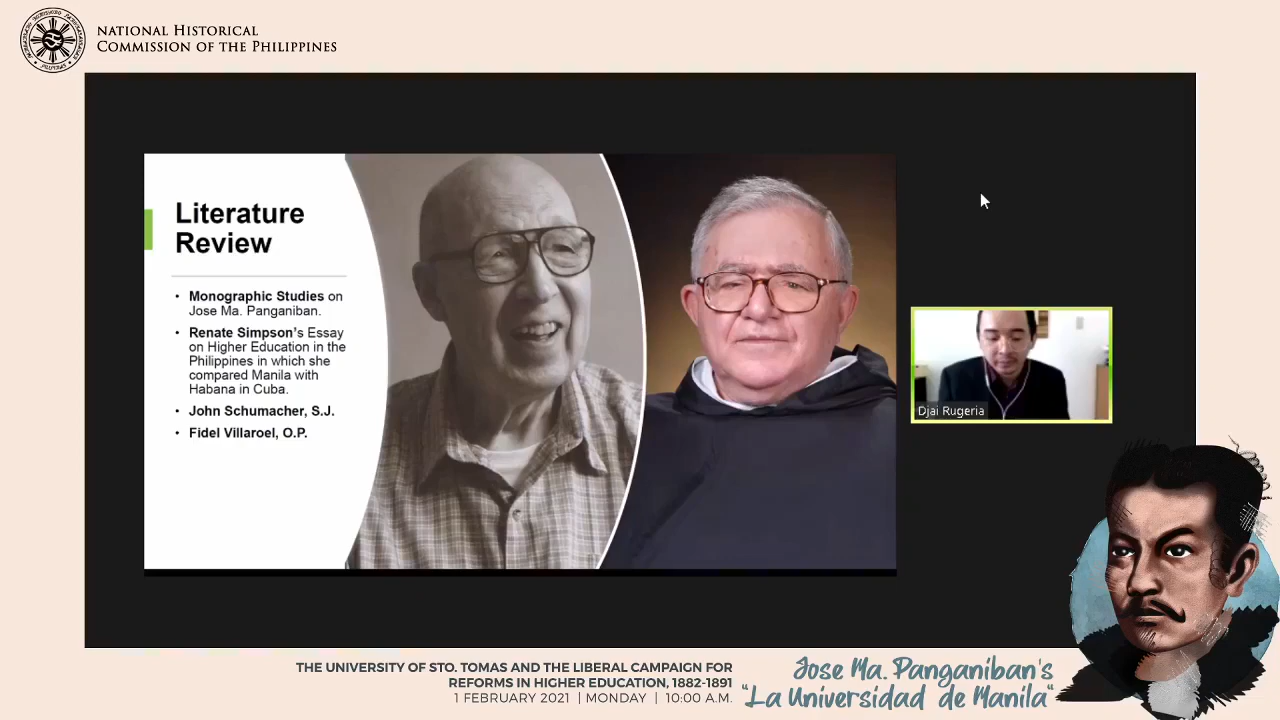 NATIONAL HISTORICAL
COMMISSION OF THE PHILIPPINES
Literature
Review
• Monographic Studies on
Jose Ma. Panganiban.
• Renate Simpson's Essay
on Higher Education in the
Philippines in which she
compared Manila with
Habana in Cuba.
• John Schumacher, S.J.
• Fidel Villaroel, O.P.
Djai Rugeria
THE UNIVERSITY OF STO. TOMAS AND THE LIBERAL CAMPAIGN FOR
REFORMS IN HIGHER EDUCATION, 1882-1891
1 FEBRUARY 2021 | MONDAY | 10:00 A.M.
Jose Ma. Panganiban's
"La Universidad de Manila"